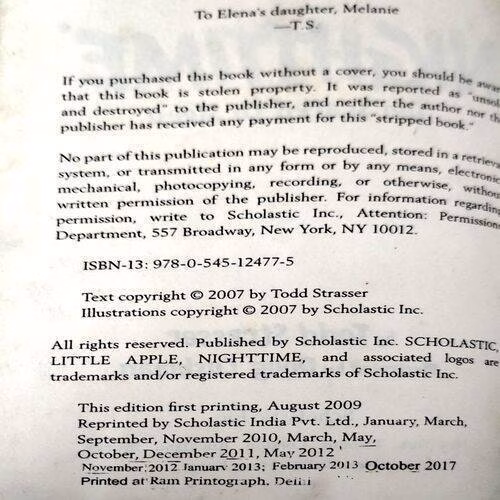 To Elena's daughter, Melanie
—T.S.
If you purchased this book without a cover, you should be aware
that this book is stolen property. It was reported as "unsold
and destroyed" to the publisher, and neither the author nor the
publisher has received any payment for this "stripped book."
No part of this publication may be reproduced, stored in a retrieval
system, or transmitted in any form or by any means, electronic,
mechanical, photocopying, recording, or otherwise, without
written permission of the publisher. For information regarding
permission, write to Scholastic Inc., Attention: Permissions
Department, 557 Broadway, New York, NY 10012.
ISBN-13: 978-0-545-12477-5
Text copyright © 2007 by Todd Strasser
Illustrations copyright © 2007 by Scholastic Inc.
All rights reserved. Published by Scholastic Inc. SCHOLASTIC,
LITTLE APPLE, NIGHTTIME, and associated logos are
trademarks and/or registered trademarks of Scholastic Inc.
This edition first printing, August 2009
Reprinted by Scholastic India Pvt. Ltd., January, March,
September, November 2010, March, May,
October, December 2011, May 2012
November 2012 January 2013; February 2013 October 2017
Printed at Ram Printograph, Delhi